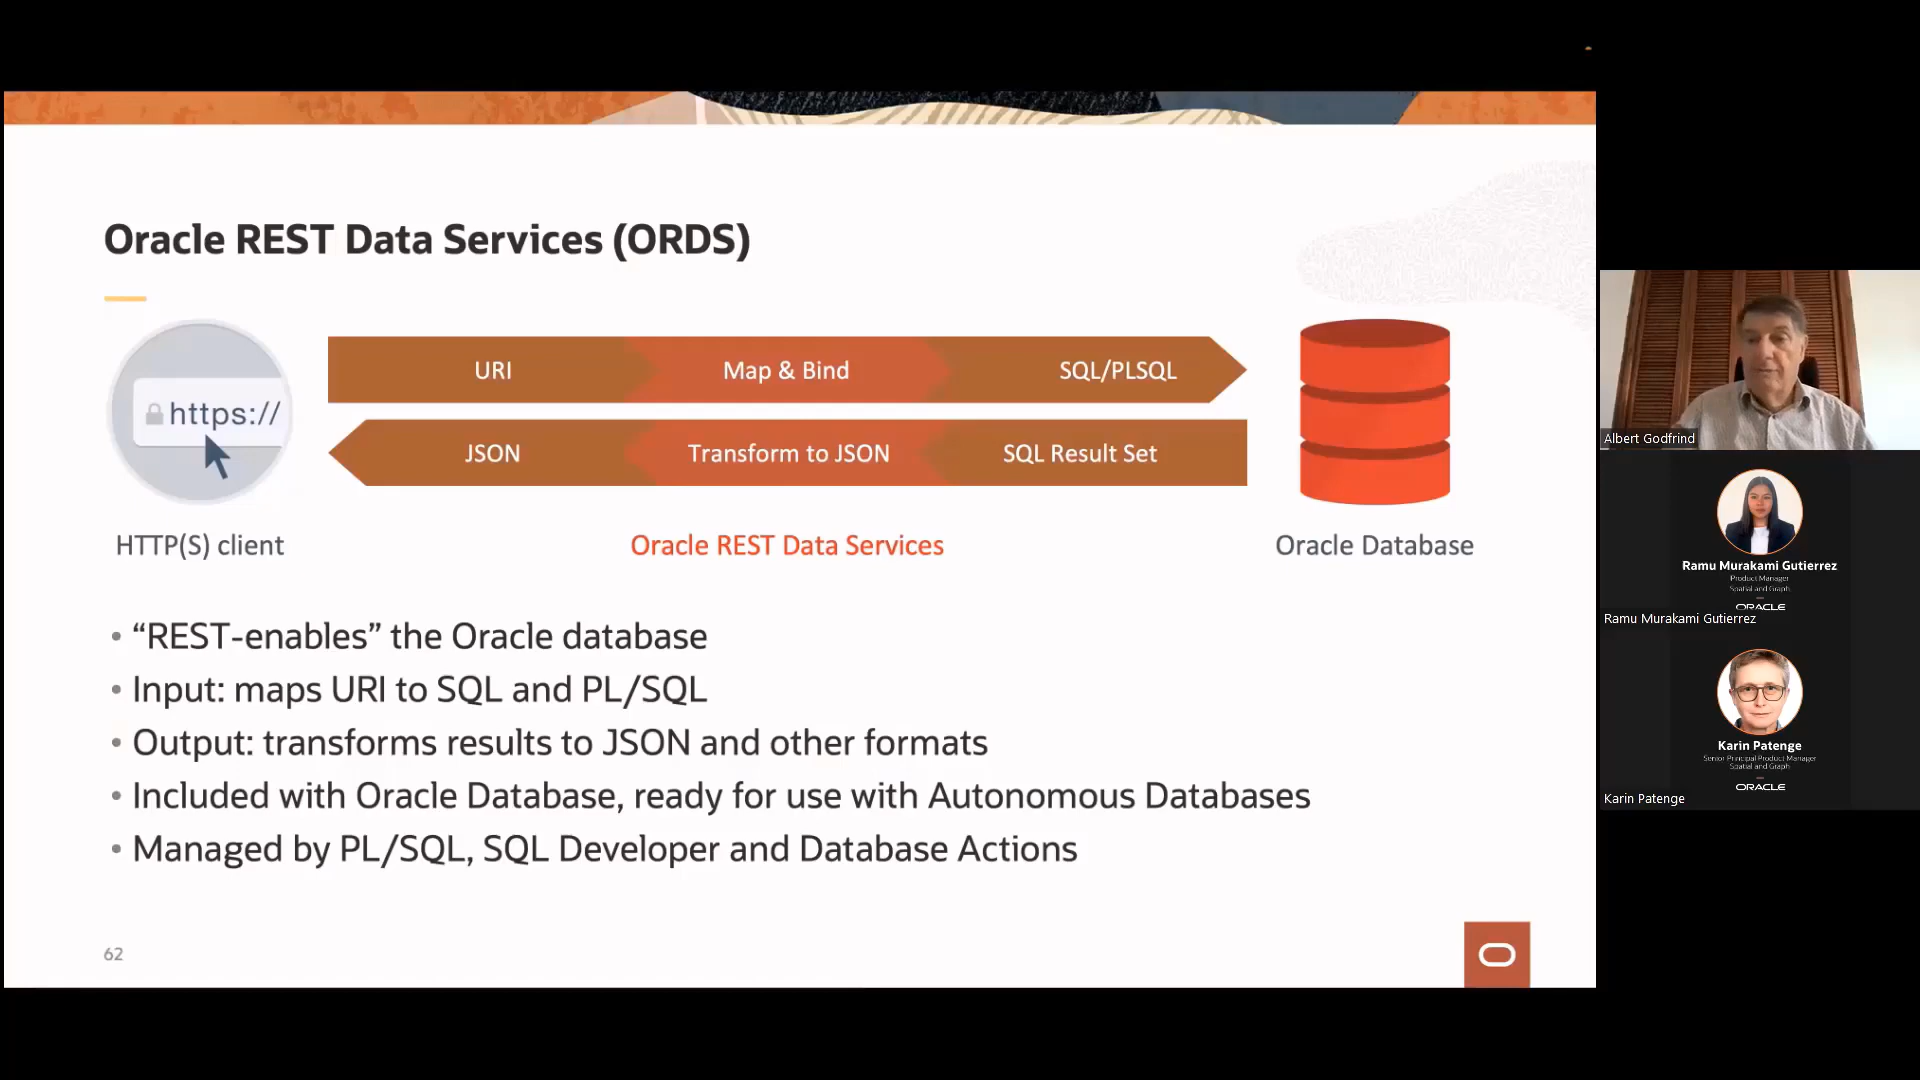 Oracle REST Data Services (ORDS)
https://
URI
Map & Bind
SQL/PLSQL
JSON
Transform to JSON
SQL Result Set
HTTP(S) client
Oracle REST Data Services
Oracle Database
• “REST-enables” the Oracle database
• Input: maps URI to SQL and PL/SQL
• Output: transforms results to JSON and other formats
• Included with Oracle Database, ready for use with Autonomous Databases
• Managed by PL/SQL, SQL Developer and Database Actions
62
Albert Godfrind
Ramu Murakami Gutierrez
Product Manager
Spatial and Graph
ORACLE
Ramu Murakami Gutierrez
Karin Patenge
Senior Principal Product Manager
Spatial and Graph
ORACLE
Karin Patenge